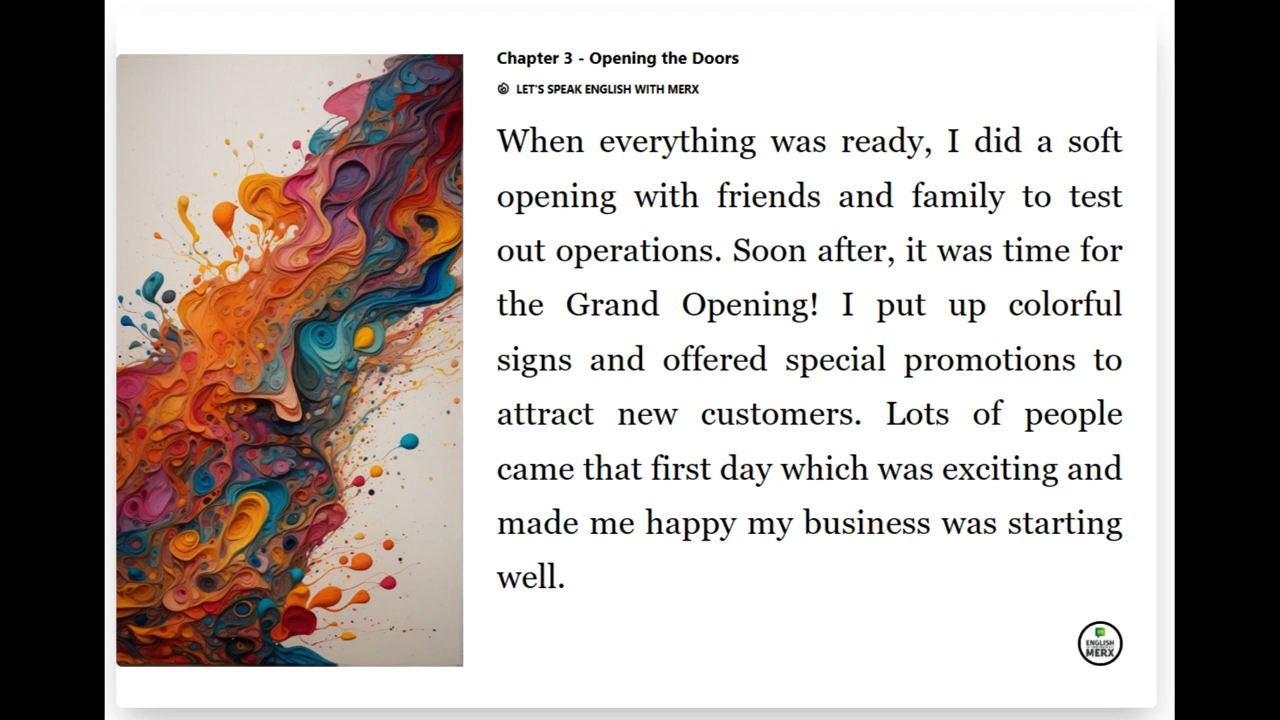 Chapter 3 - Opening the Doors
LET'S SPEAK ENGLISH WITH MERX
When everything was ready, I did a soft
opening with friends and family to test
out operations. Soon after, it was time for
the Grand Opening! I put up colorful
signs and offered special promotions to
attract new customers. Lots of people
came that first day which was exciting and
made me happy my business was starting
well.
ENGLISH
MERX